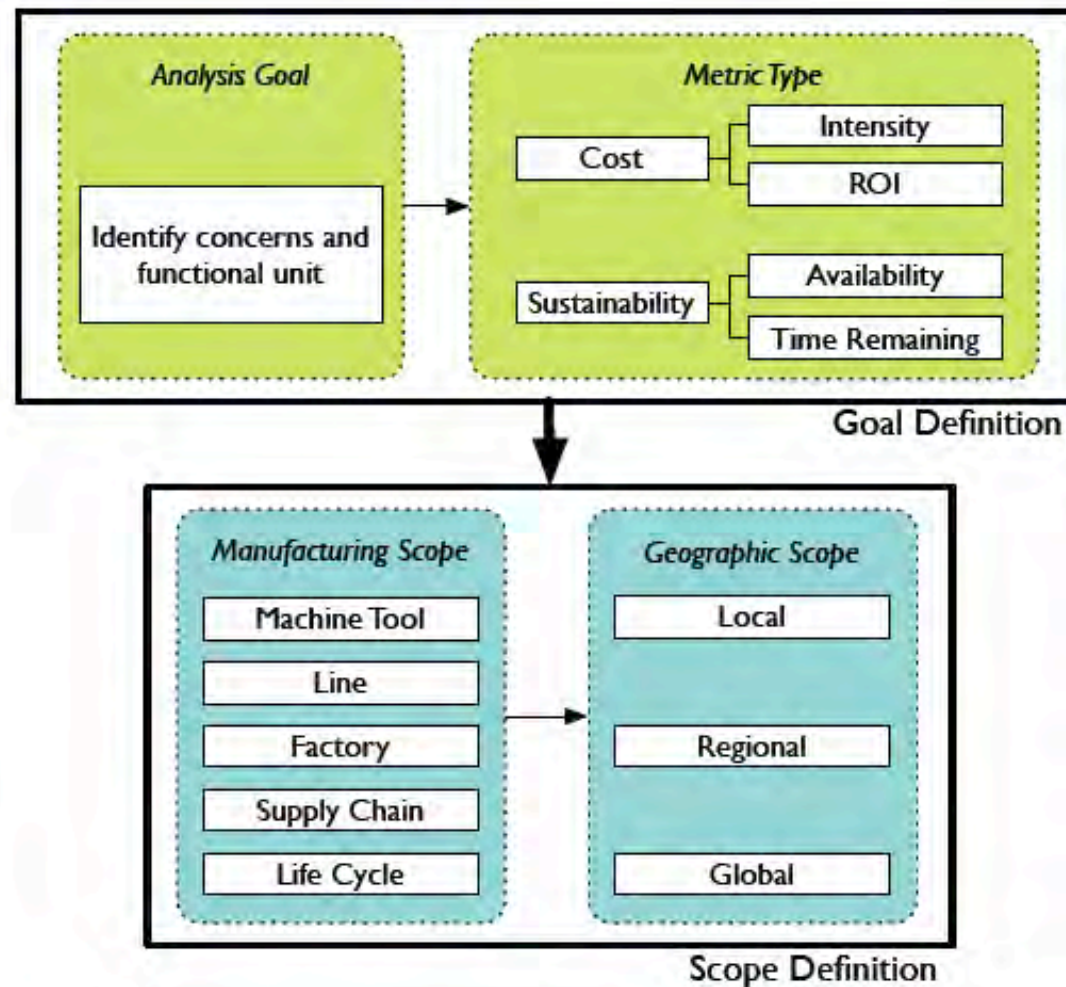 Analysis Goal
Identify concerns and
functional unit
Metric Type
Cost
Intensity
ROI
Sustainability
Availability
Time Remaining
Goal Definition
Manufacturing Scope
Machine Tool
Line
Factory
Supply Chain
Life Cycle
Geographic Scope
Local
Regional
Global
Scope Definition